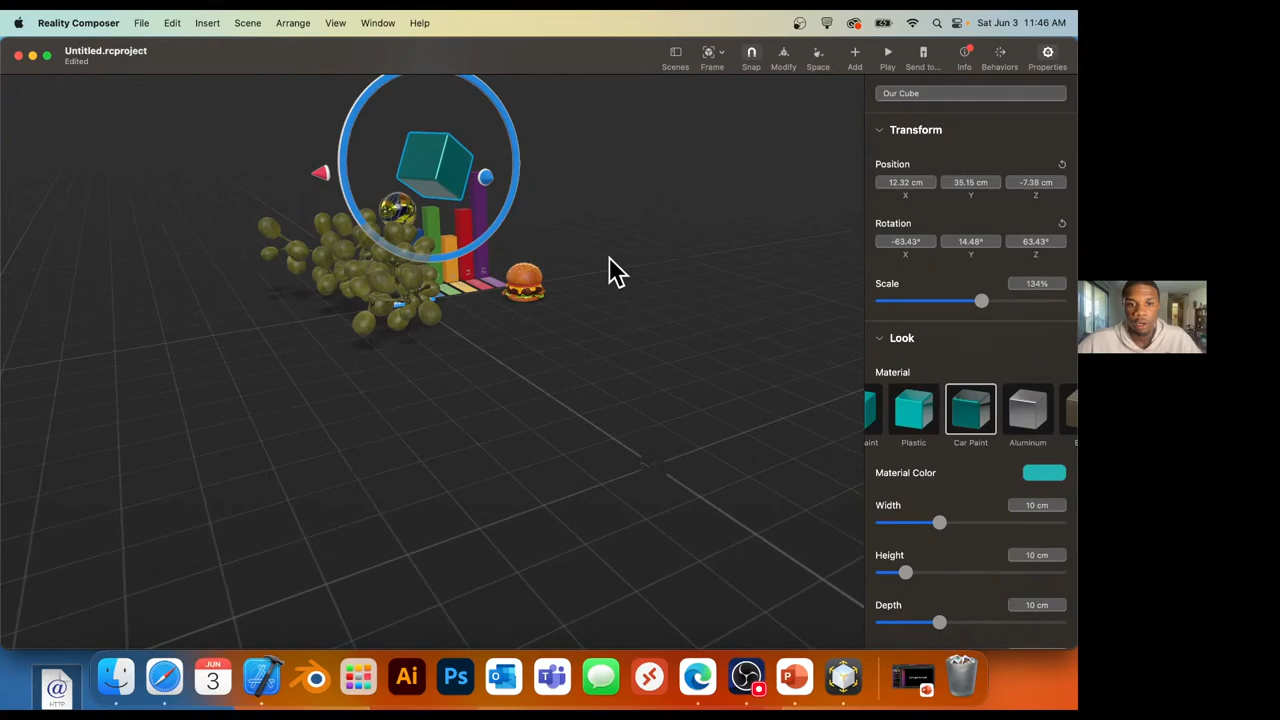 Reality Composer File Edit Insert Scene Arrange View Window Help Sat Jun 3 11:46 AM
Untitled.rcproject
Edited
Scenes Frame Snap Modify Space Add Play Send to... Info Behaviors Properties
Our Cube
Transform
Position
12.32 cm 35.15 cm -7.38 cm
X Y Z
Rotation
-63.43° 14.48° 63.43°
X Y Z
Scale 134%
Look
Material
aint Plastic Car Paint Aluminum
Material Color
Width 10 cm
Height 10 cm
Depth 10 cm
14
21
JUN
3
Ai
Ps
@
HTTP